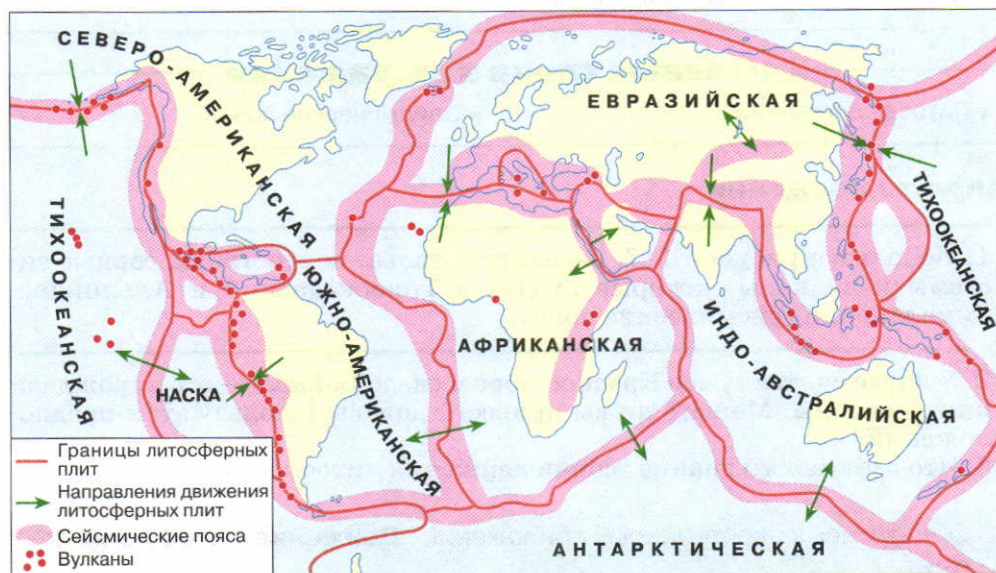 СЕВЕРО-АМЕРИКАНСКАЯ
ЕВРАЗИЙСКАЯ
ТИХООКЕАНСКАЯ
ТИХООКЕАНСКАЯ
ЮЖНО-АМЕРИКАНСКАЯ
АФРИКАНСКАЯ
ИНДО-АВСТРАЛИЙСКАЯ
НАСКА
АНТАРКТИЧЕСКАЯ
Границы литосферных
плит
Направления движения
литосферных плит
Сейсмические пояса
Вулканы